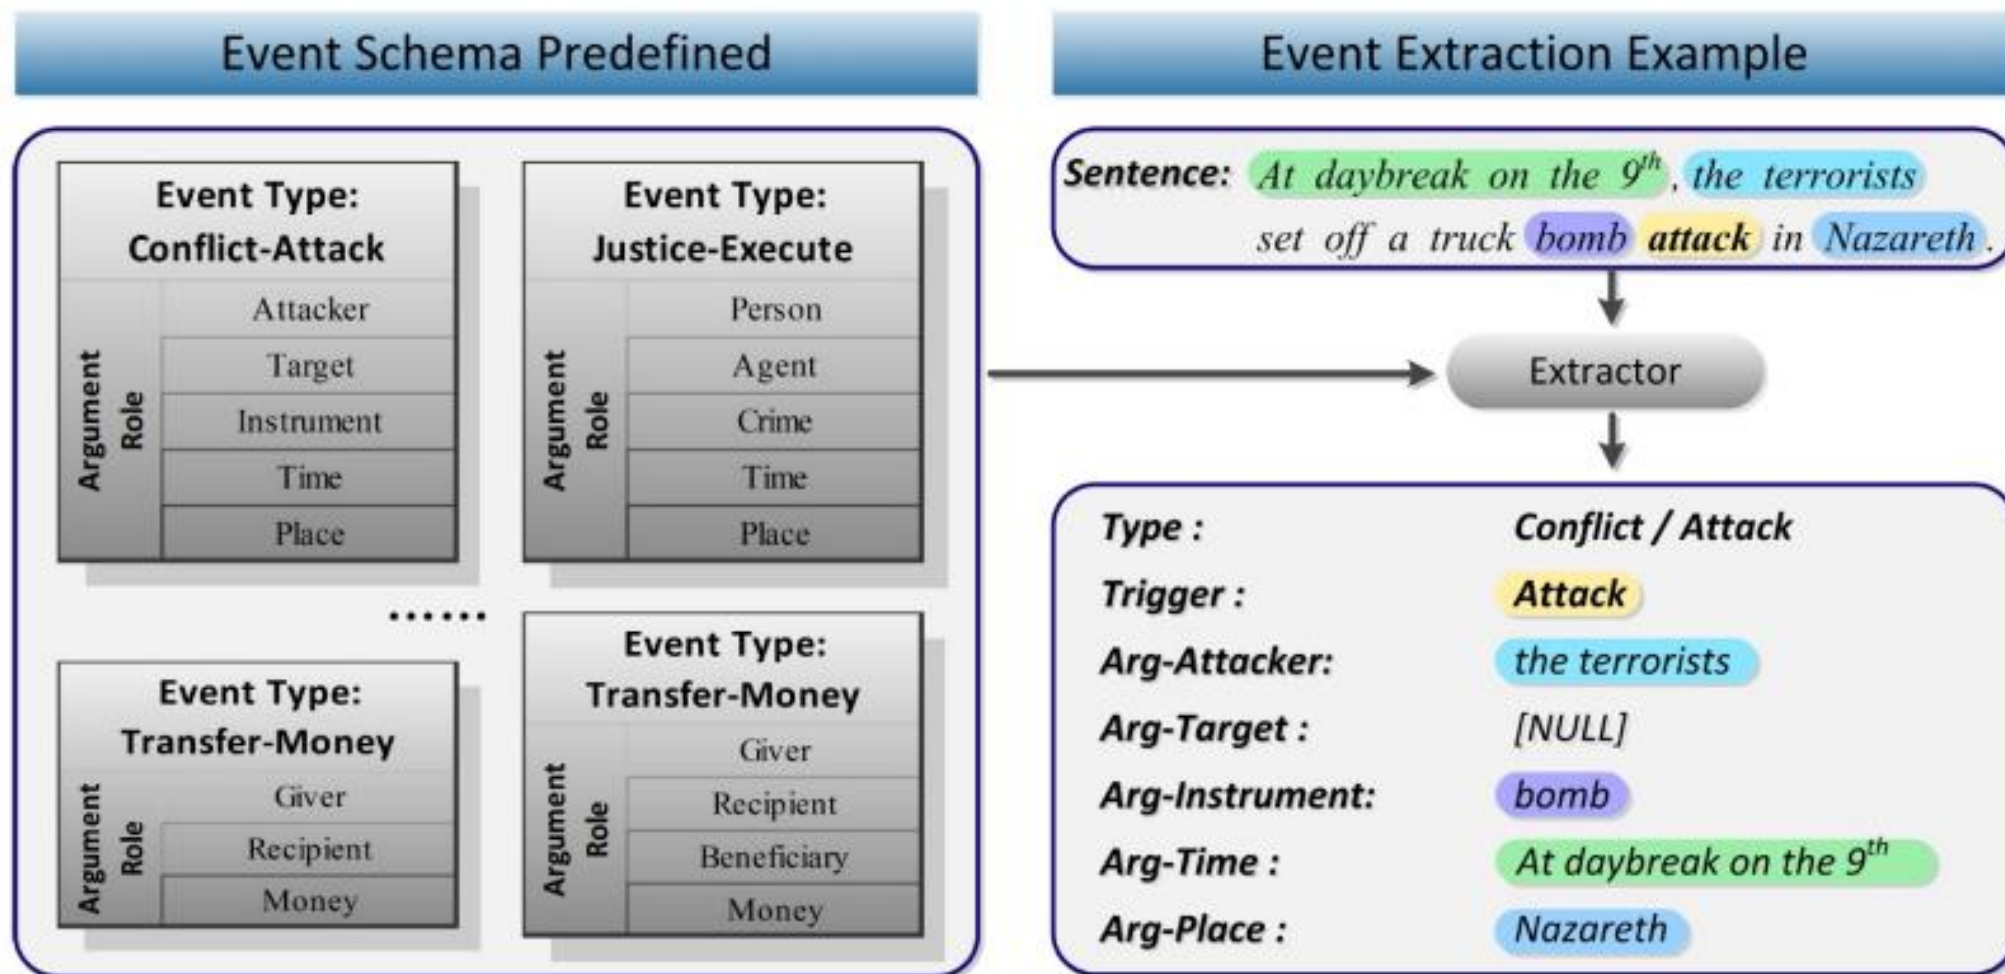 Event Schema Predefined
Event Type:
Conflict-Attack
Argument
Role
Attacker
Target
Instrument
Time
Place
Event Type:
Justice-Execute
Argument
Role
Person
Agent
Crime
Time
Place
......
Event Type:
Transfer-Money
Argument
Role
Giver
Recipient
Money
Event Type:
Transfer-Money
Argument
Role
Giver
Recipient
Beneficiary
Money
Event Extraction Example
Sentence: At daybreak on the 9th, the terrorists
set off a truck bomb attack in Nazareth.
Extractor
Type : Conflict / Attack
Trigger : Attack
Arg-Attacker: the terrorists
Arg-Target : [NULL]
Arg-Instrument: bomb
Arg-Time : At daybreak on the 9th
Arg-Place : Nazareth